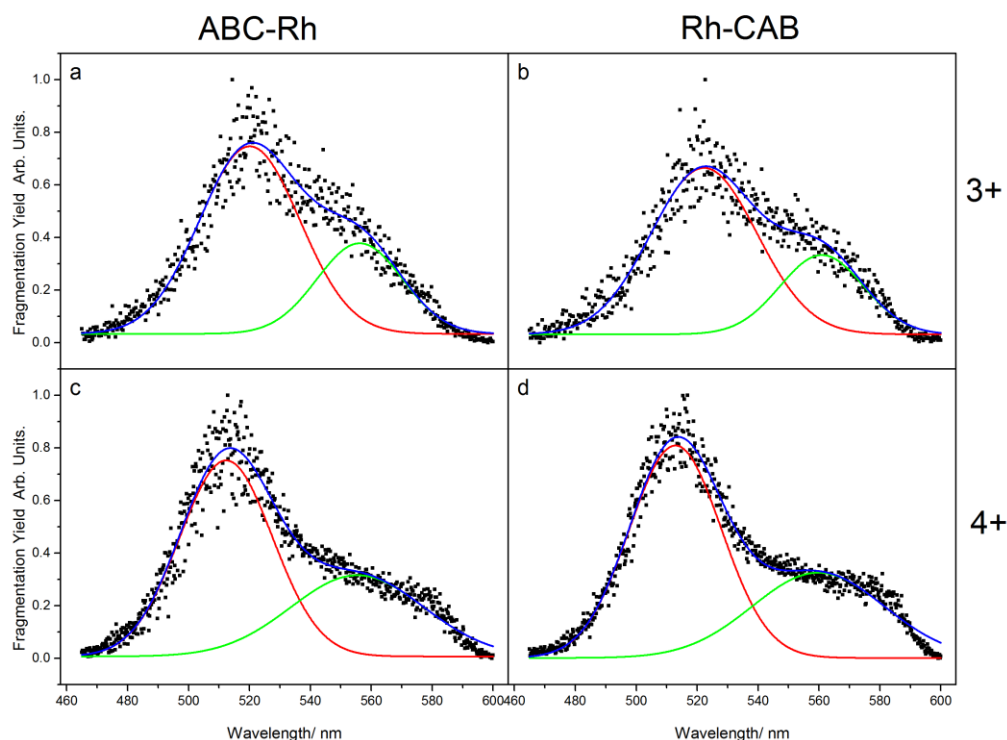 ABC-Rh Rh-CAB
a b
1.0
0.8
0.6
0.4
0.2
0.0
Fragmentation Yield Arb. Units.
3+
c d
1.0
0.8
0.6
0.4
0.2
0.0
Fragmentation Yield Arb. Units.
4+
460 480 500 520 540 560 580 600 460 480 500 520 540 560 580 600
Wavelength/ nm Wavelength/ nm